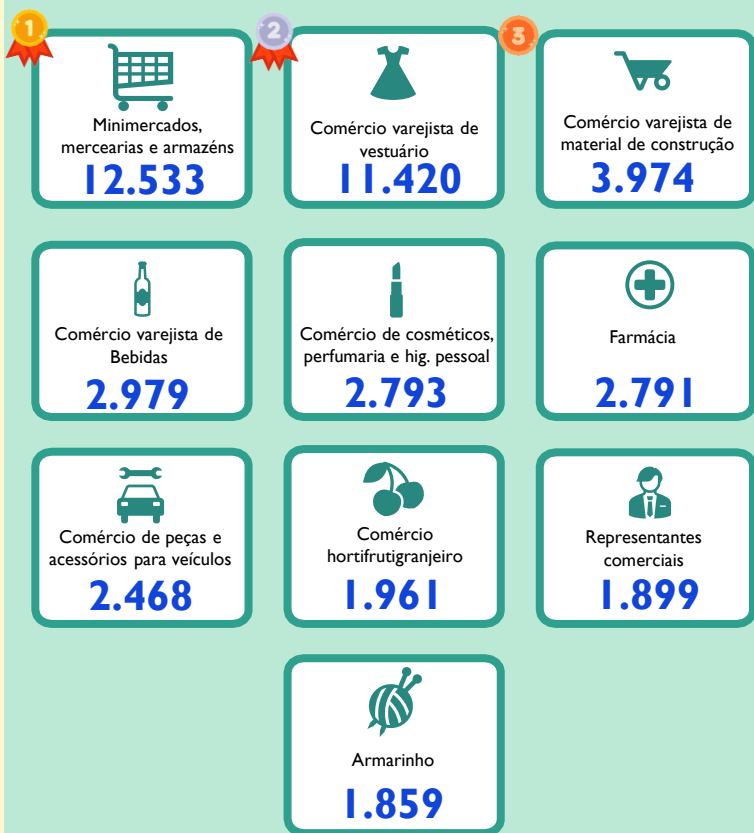 1
2
3
Minimercados,
mercearias e armazéns
12.533
Comércio varejista de
vestuário
11.420
Comércio varejista de
material de construção
3.974
Comércio varejista de
Bebidas
2.979
Comércio de cosméticos,
perfumaria e hig. pessoal
2.793
Farmácia
2.791
Comércio de peças e
acessórios para veículos
2.468
Comércio
hortifrutigranjeiro
1.961
Representantes
comerciais
1.899
Armarinho
1.859